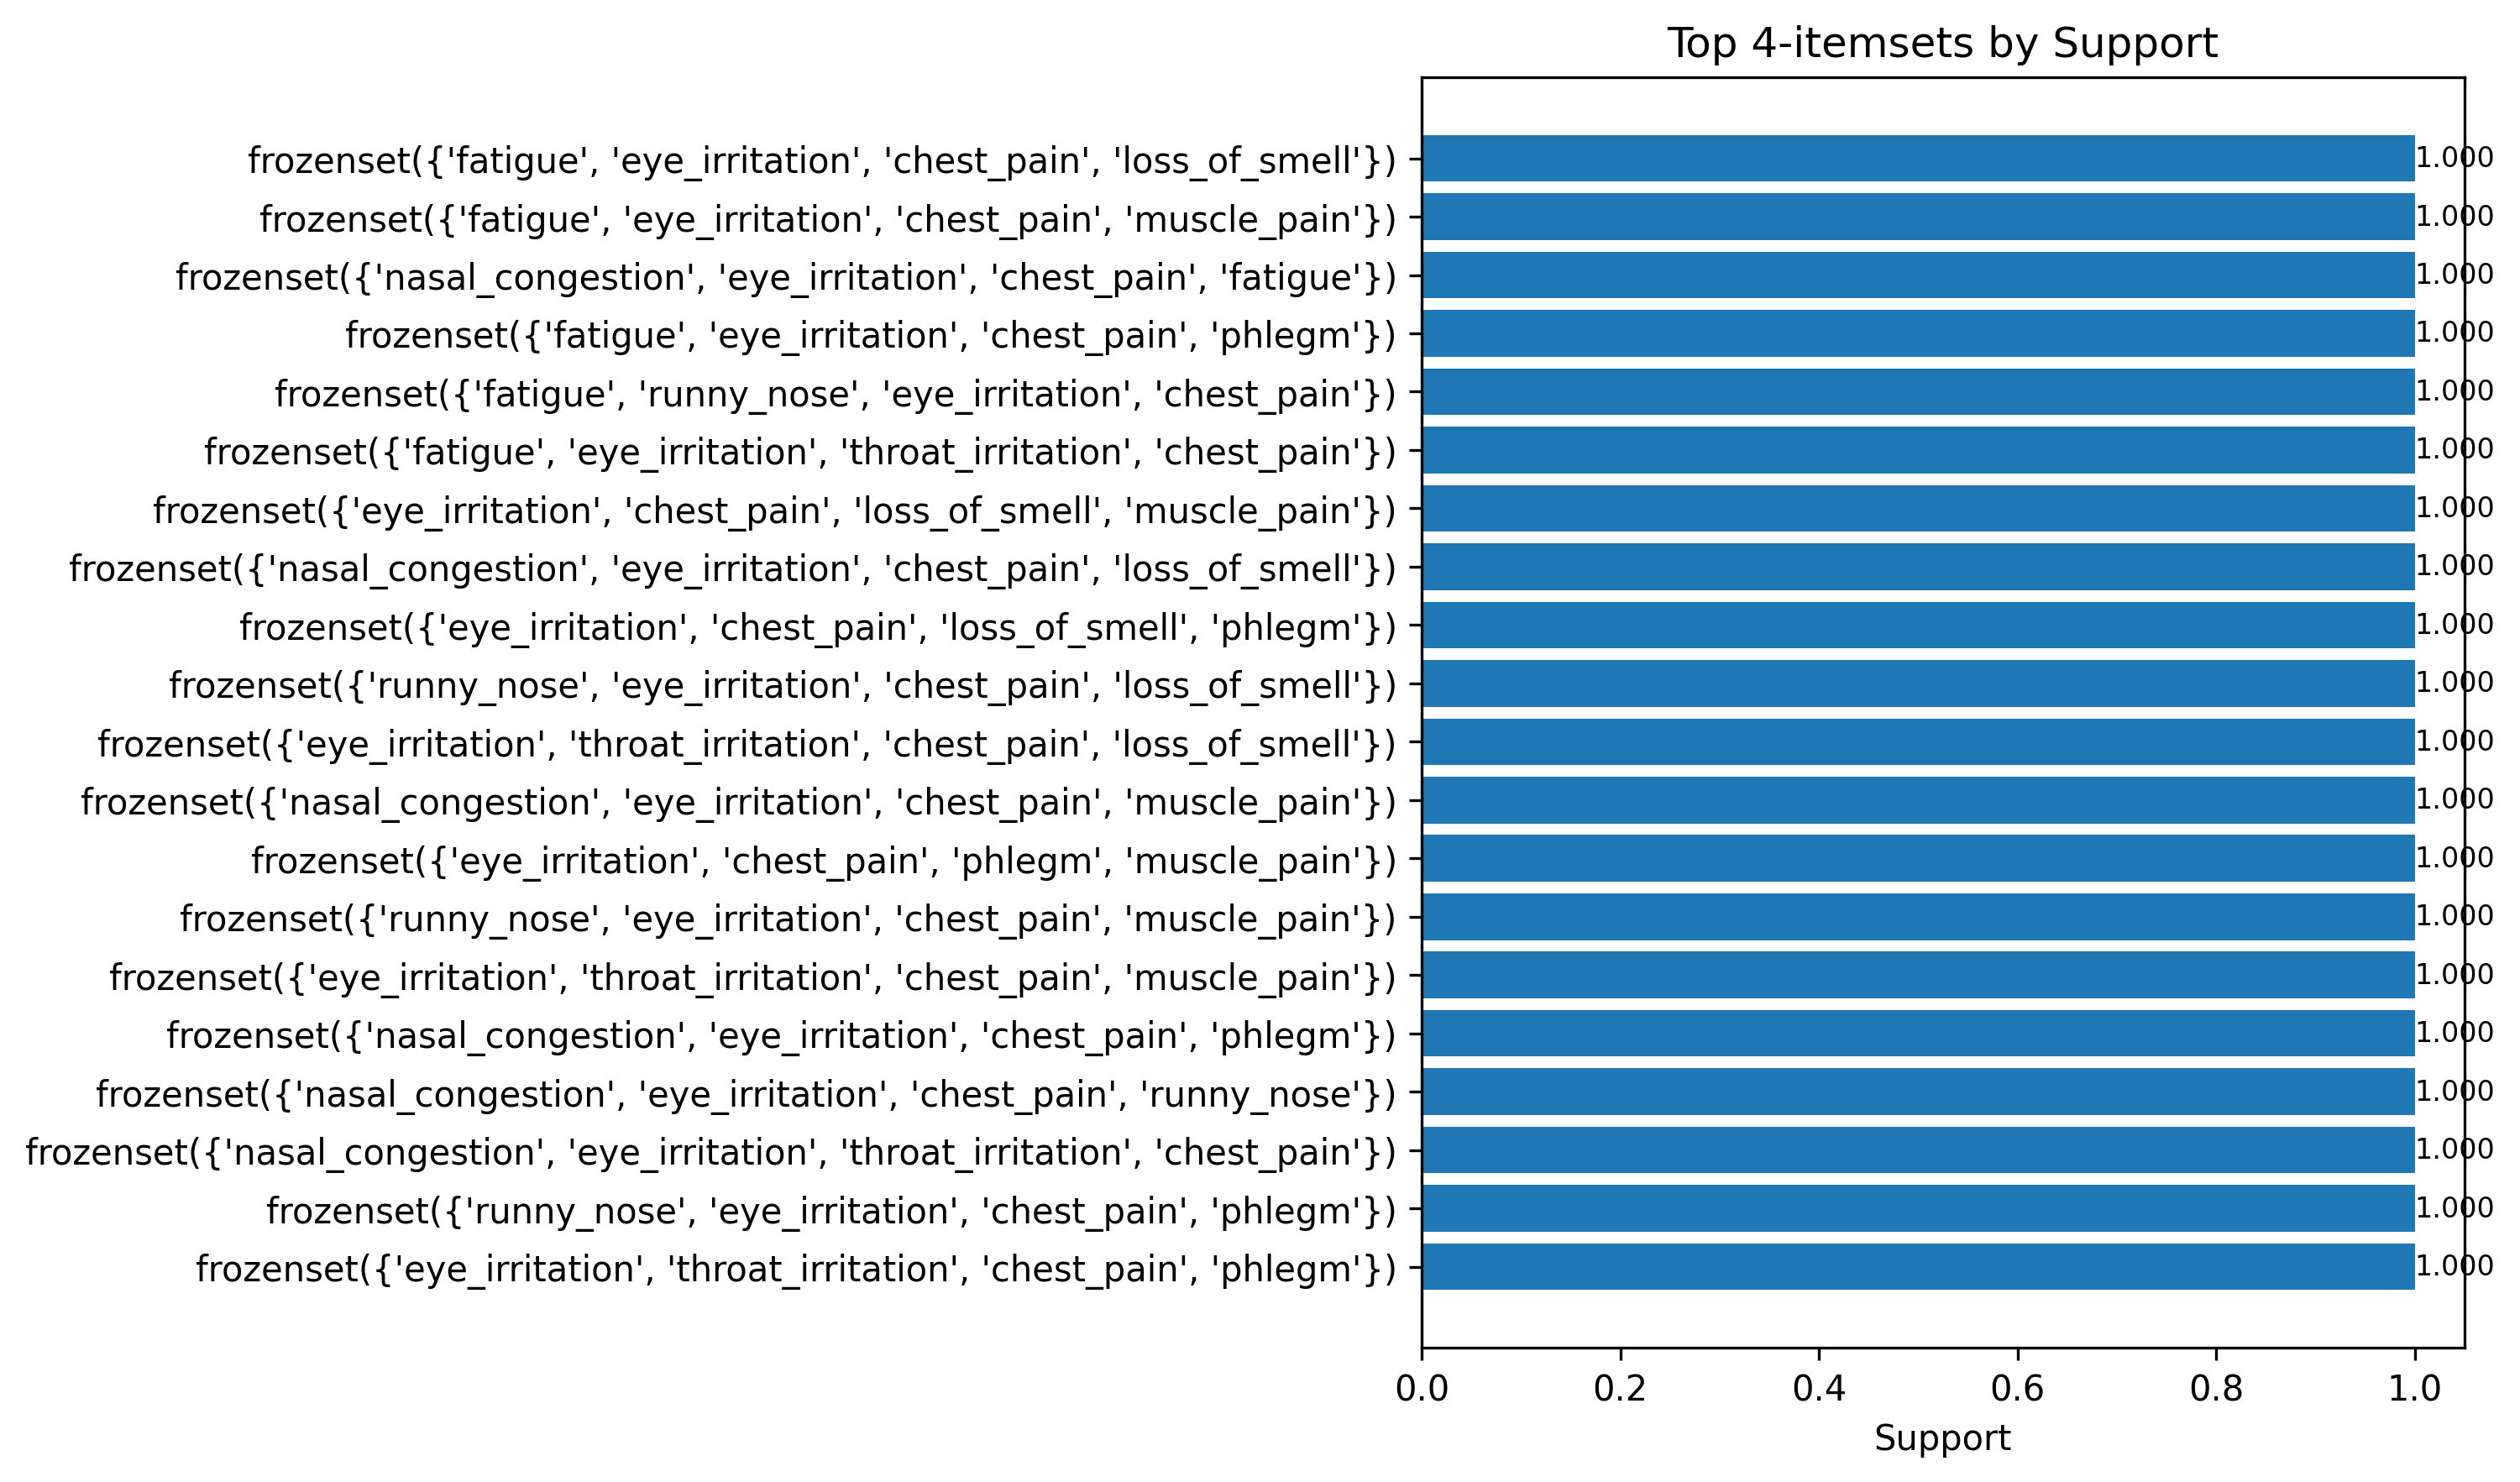 Top 4-itemsets by Support
frozenset({'fatigue', 'eye_irritation', 'chest_pain', 'loss_of_smell'}) 1.000
frozenset({'fatigue', 'eye_irritation', 'chest_pain', 'muscle_pain'}) 1.000
frozenset({'nasal_congestion', 'eye_irritation', 'chest_pain', 'fatigue'}) 1.000
frozenset({'fatigue', 'eye_irritation', 'chest_pain', 'phlegm'}) 1.000
frozenset({'fatigue', 'runny_nose', 'eye_irritation', 'chest_pain'}) 1.000
frozenset({'fatigue', 'eye_irritation', 'throat_irritation', 'chest_pain'}) 1.000
frozenset({'eye_irritation', 'chest_pain', 'loss_of_smell', 'muscle_pain'}) 1.000
frozenset({'nasal_congestion', 'eye_irritation', 'chest_pain', 'loss_of_smell'}) 1.000
frozenset({'eye_irritation', 'chest_pain', 'loss_of_smell', 'phlegm'}) 1.000
frozenset({'runny_nose', 'eye_irritation', 'chest_pain', 'loss_of_smell'}) 1.000
frozenset({'eye_irritation', 'throat_irritation', 'chest_pain', 'loss_of_smell'}) 1.000
frozenset({'nasal_congestion', 'eye_irritation', 'chest_pain', 'muscle_pain'}) 1.000
frozenset({'eye_irritation', 'chest_pain', 'phlegm', 'muscle_pain'}) 1.000
frozenset({'runny_nose', 'eye_irritation', 'chest_pain', 'muscle_pain'}) 1.000
frozenset({'eye_irritation', 'throat_irritation', 'chest_pain', 'muscle_pain'}) 1.000
frozenset({'nasal_congestion', 'eye_irritation', 'chest_pain', 'phlegm'}) 1.000
frozenset({'nasal_congestion', 'eye_irritation', 'chest_pain', 'runny_nose'}) 1.000
frozenset({'nasal_congestion', 'eye_irritation', 'throat_irritation', 'chest_pain'}) 1.000
frozenset({'runny_nose', 'eye_irritation', 'chest_pain', 'phlegm'}) 1.000
frozenset({'eye_irritation', 'throat_irritation', 'chest_pain', 'phlegm'}) 1.000
0.0 0.2 0.4 0.6 0.8 1.0
Support